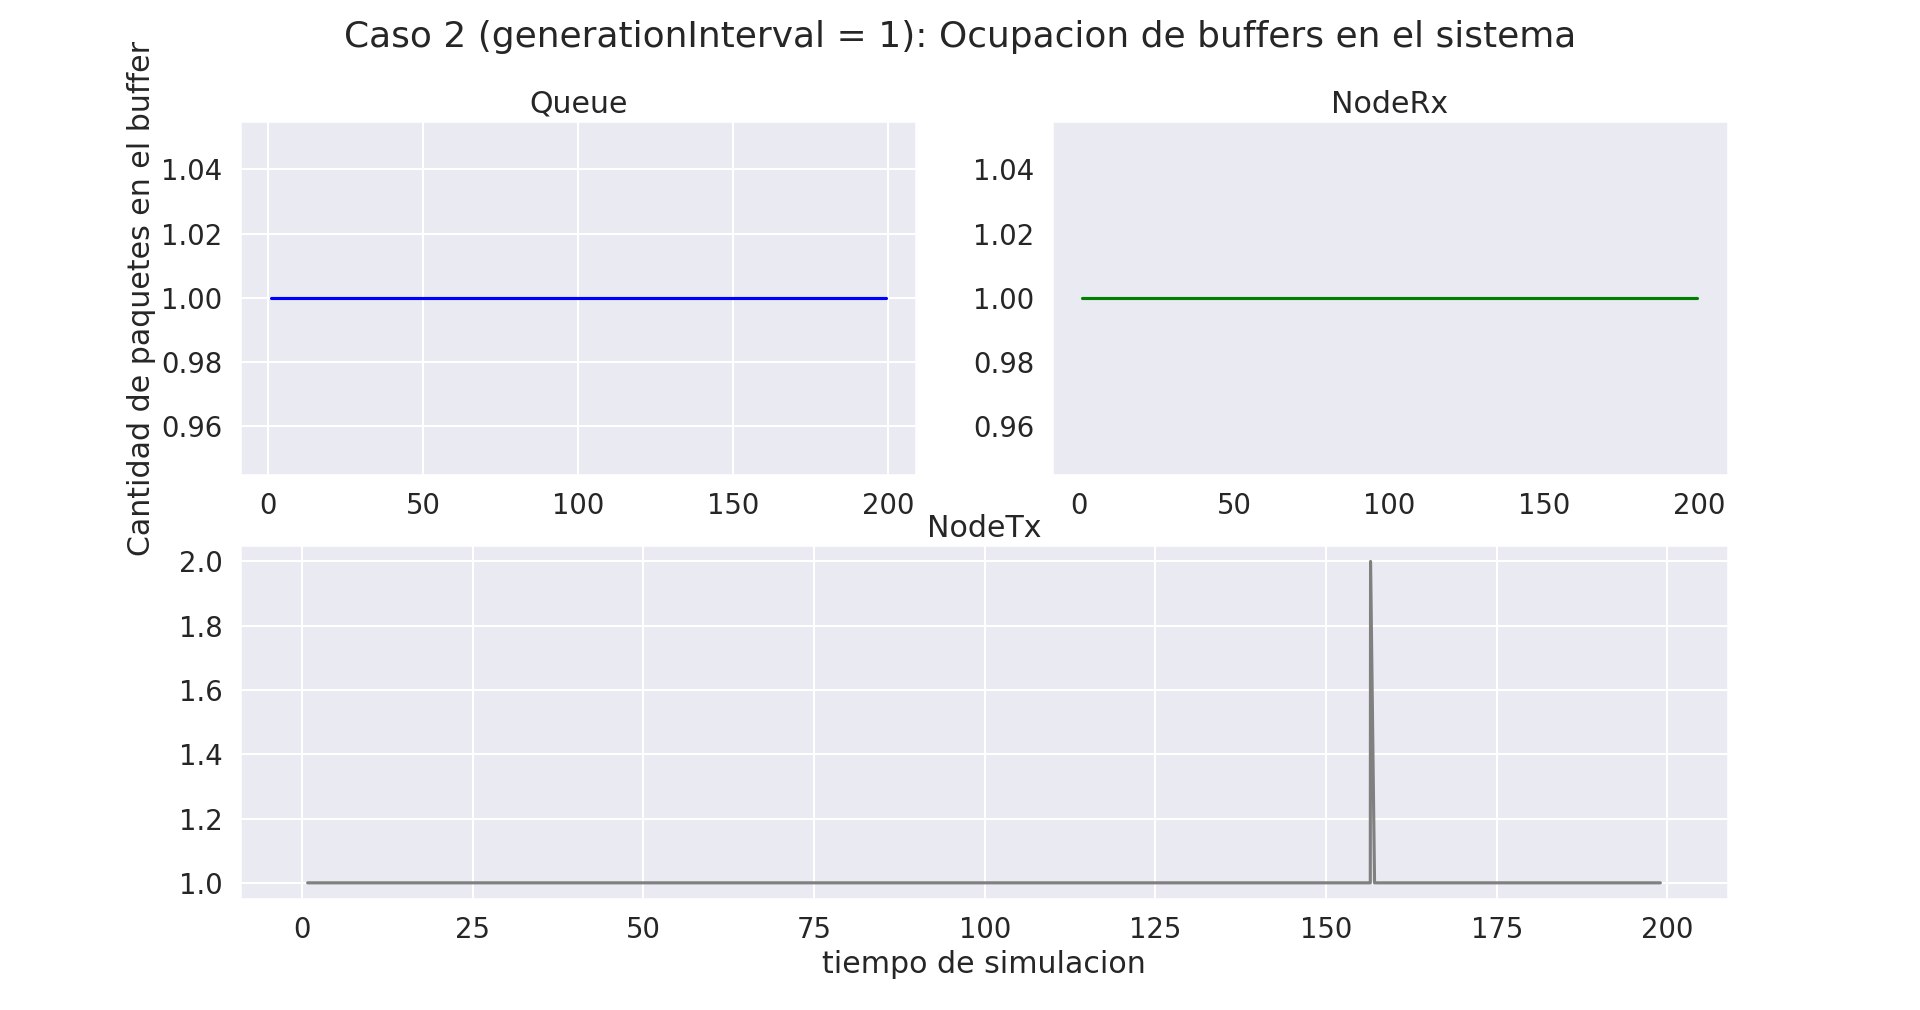 Caso 2 (generationInterval = 1): Ocupacion de buffers en el sistema
Cantidad de paquetes en el buffer
Queue
1.04
1.02
1.00
0.98
0.96
0 50 100 150 200
NodeRx
1.04
1.02
1.00
0.98
0.96
0 50 100 150 200
NodeTx
2.0
1.8
1.6
1.4
1.2
1.0
0 25 50 75 100 125 150 175 200
tiempo de simulacion